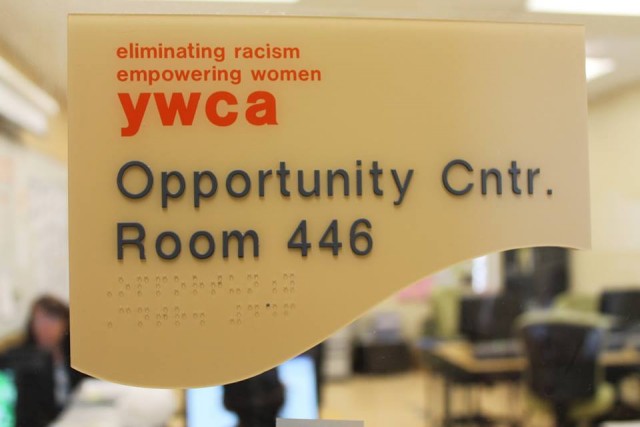 eliminating racism
empowering women
ywca
Opportunity Cntr.
Room 446